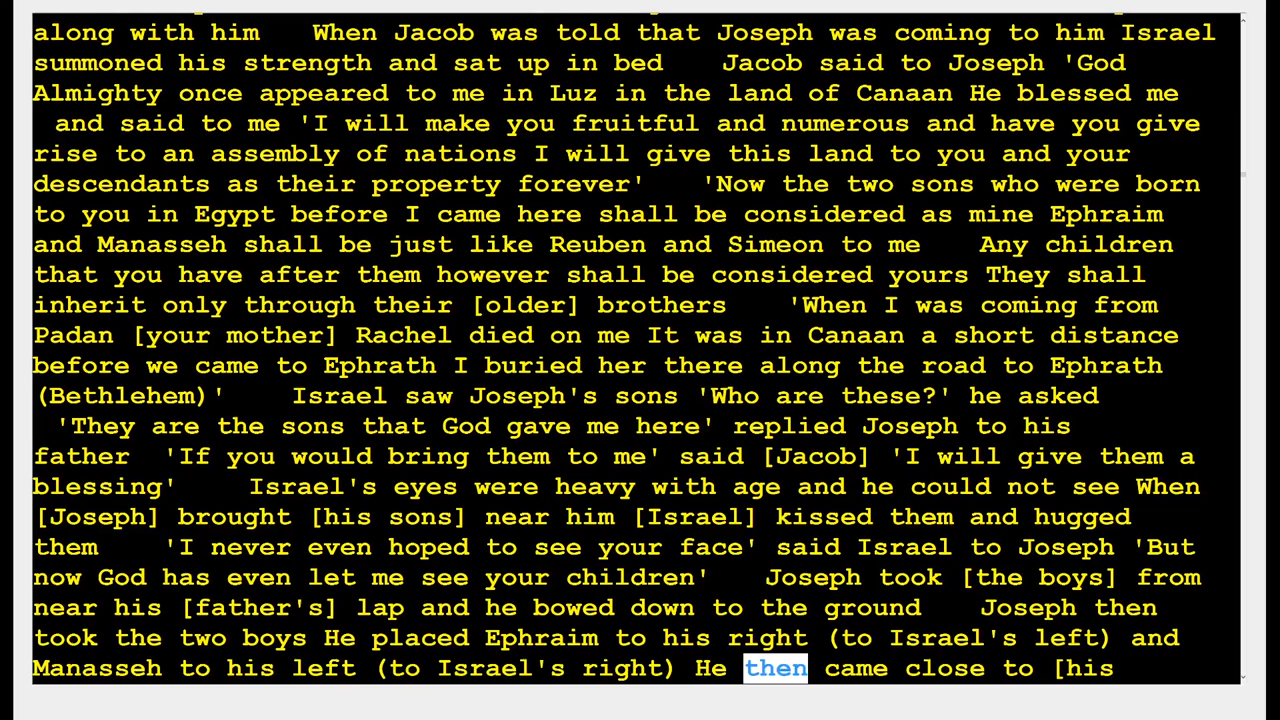 along with him When Jacob was told that Joseph was coming to him Israel
summoned his strength and sat up in bed Jacob said to Joseph 'God
Almighty once appeared to me in Luz in the land of Canaan He blessed me
and said to me 'I will make you fruitful and numerous and have you give
rise to an assembly of nations I will give this land to you and your
descendants as their property forever' 'Now the two sons who were born
to you in Egypt before I came here shall be considered as mine Ephraim
and Manasseh shall be just like Reuben and Simeon to me Any children
that you have after them however shall be considered yours They shall
inherit only through their [older] brothers 'When I was coming from
Padan [your mother] Rachel died on me It was in Canaan a short distance
before we came to Ephrath I buried her there along the road to Ephrath
(Bethlehem)' Israel saw Joseph's sons 'Who are these?' he asked
'They are the sons that God gave me here' replied Joseph to his
father 'If you would bring them to me' said [Jacob] 'I will give them a
blessing' Israel's eyes were heavy with age and he could not see When
[Joseph] brought [his sons] near him [Israel] kissed them and hugged
them 'I never even hoped to see your face' said Israel to Joseph 'But
now God has even let me see your children' Joseph took [the boys] from
near his [father's] lap and he bowed down to the ground Joseph then
took the two boys He placed Ephraim to his right (to Israel's left) and
Manasseh to his left (to Israel's right) He then came close to [his